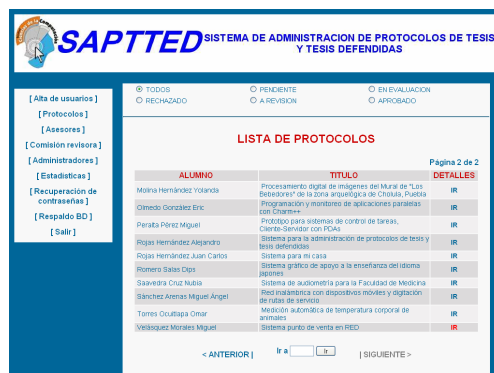 SAPTTED
SISTEMA DE ADMINISTRACION DE PROTOCOLOS DE TESIS
Y TESIS DEFENDIDAS
[ Alta de usuarios ]
[ Protocolos ]
[ Asesores ]
[ Comisión revisora ]
[ Administradores ]
[ Estadísticas ]
[ Recuperación de
contraseñas ]
[ Respaldo BD ]
[ Salir ]
TODOS PENDIENTE EN EVALUACION
RECHAZADO A REVISION APROBADO
LISTA DE PROTOCOLOS
Página 2 de 2
ALUMNO TITULO DETALLES
Molina Hernández Yolanda Procesamiento digital de imágenes del Mural de "Los
Bebedores" de la zona arqueológica de Cholula, Puebla IR
Olmedo González Eric Programación y monitoreo de aplicaciones paralelas
con Charm++ IR
Peralta Pérez Miguel Prototipo para sistemas de control de tareas,
Cliente-Servidor con PDAs IR
Rojas Hernández Alejandro Sistema para la administración de protocolos de tesis y
tesis defendidas IR
Rojas Hernández Juan Carlos Sistema para mi casa IR
Romero Salas Dips Sistema gráfico de apoyo a la enseñanza del idioma
japones IR
Saavedra Cruz Nubia Sistema de audiometría para la Facultad de Medicina IR
Sánchez Arenas Miguel Ángel Red inalámbrica con dispositivos móviles y digitación
de rutas de servicio IR
Torres Ocuitlapa Omar Medición automática de temperatura corporal de
animales IR
Velásquez Morales Miguel Sistema punto de venta en RED IR
< ANTERIOR | Ir a Ir | SIGUIENTE >